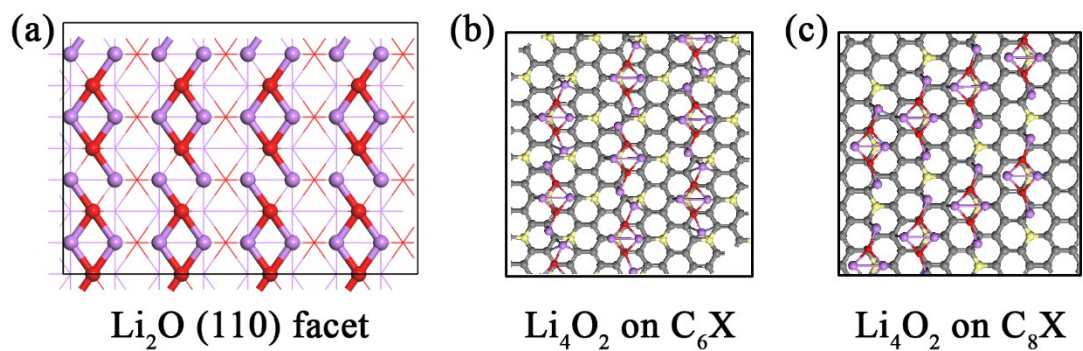 (a)
(b)
(c)
Li₂O (110) facet
Li₄O₂ on C₆X
Li₄O₂ on C₈X